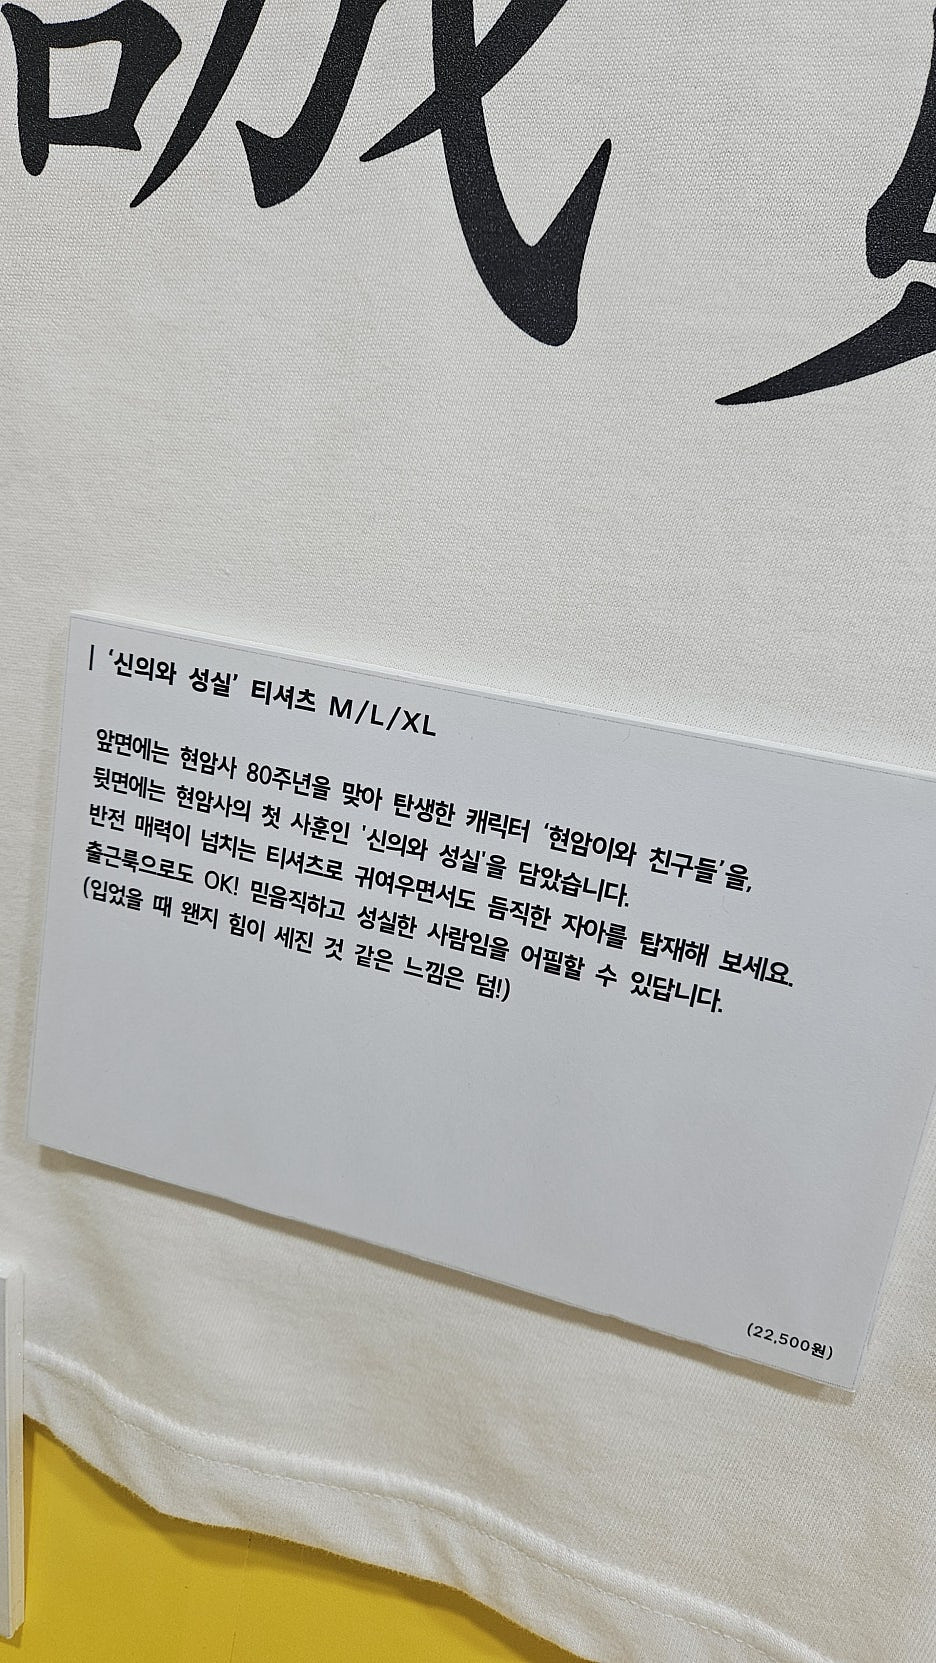 誠
| '신의와 성실' 티셔츠 M/L/XL
앞면에는 현암사 80주년을 맞아 탄생한 캐릭터 '현암이와 친구들'을,
뒷면에는 현암사의 첫 사훈인 '신의와 성실'을 담았습니다.
반전 매력이 넘치는 티셔츠로 귀여우면서도 듬직한 자아를 탑재해 보세요.
출근룩으로도 OK! 믿음직하고 성실한 사람임을 어필할 수 있답니다.
(입었을 때 왠지 힘이 세진 것 같은 느낌은 덤!)
(22,500원)